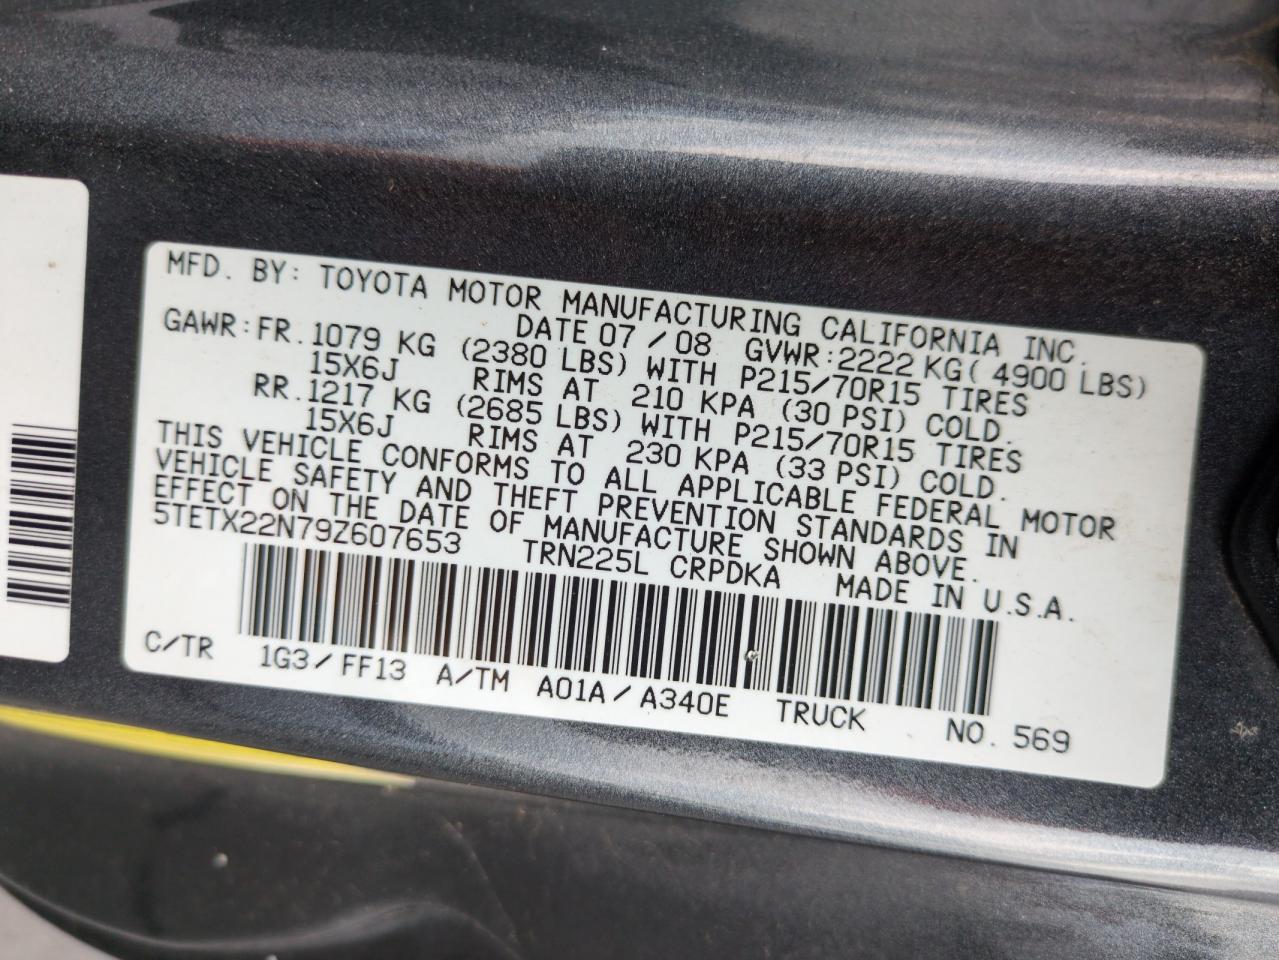 MFD. BY: TOYOTA MOTOR MANUFACTURING CALIFORNIA INC.
DATE 07/08 GVWR:2222 KG( 4900 LBS)
GAWR:FR.1079 KG (2380 LBS) WITH P215/70R15 TIRES
15X6J RIMS AT 210 KPA (30 PSI) COLD.
RR.1217 KG (2685 LBS) WITH P215/70R15 TIRES
15X6J RIMS AT 230 KPA (33 PSI) COLD.
THIS VEHICLE CONFORMS TO ALL APPLICABLE FEDERAL MOTOR
VEHICLE SAFETY AND THEFT PREVENTION STANDARDS IN
EFFECT ON THE DATE OF MANUFACTURE SHOWN ABOVE.
5TETX22N79Z607653 TRN225L CRPDKA MADE IN U.S.A.
C/TR 1G3/FF13 A/TM A01A/A340E TRUCK NO. 569